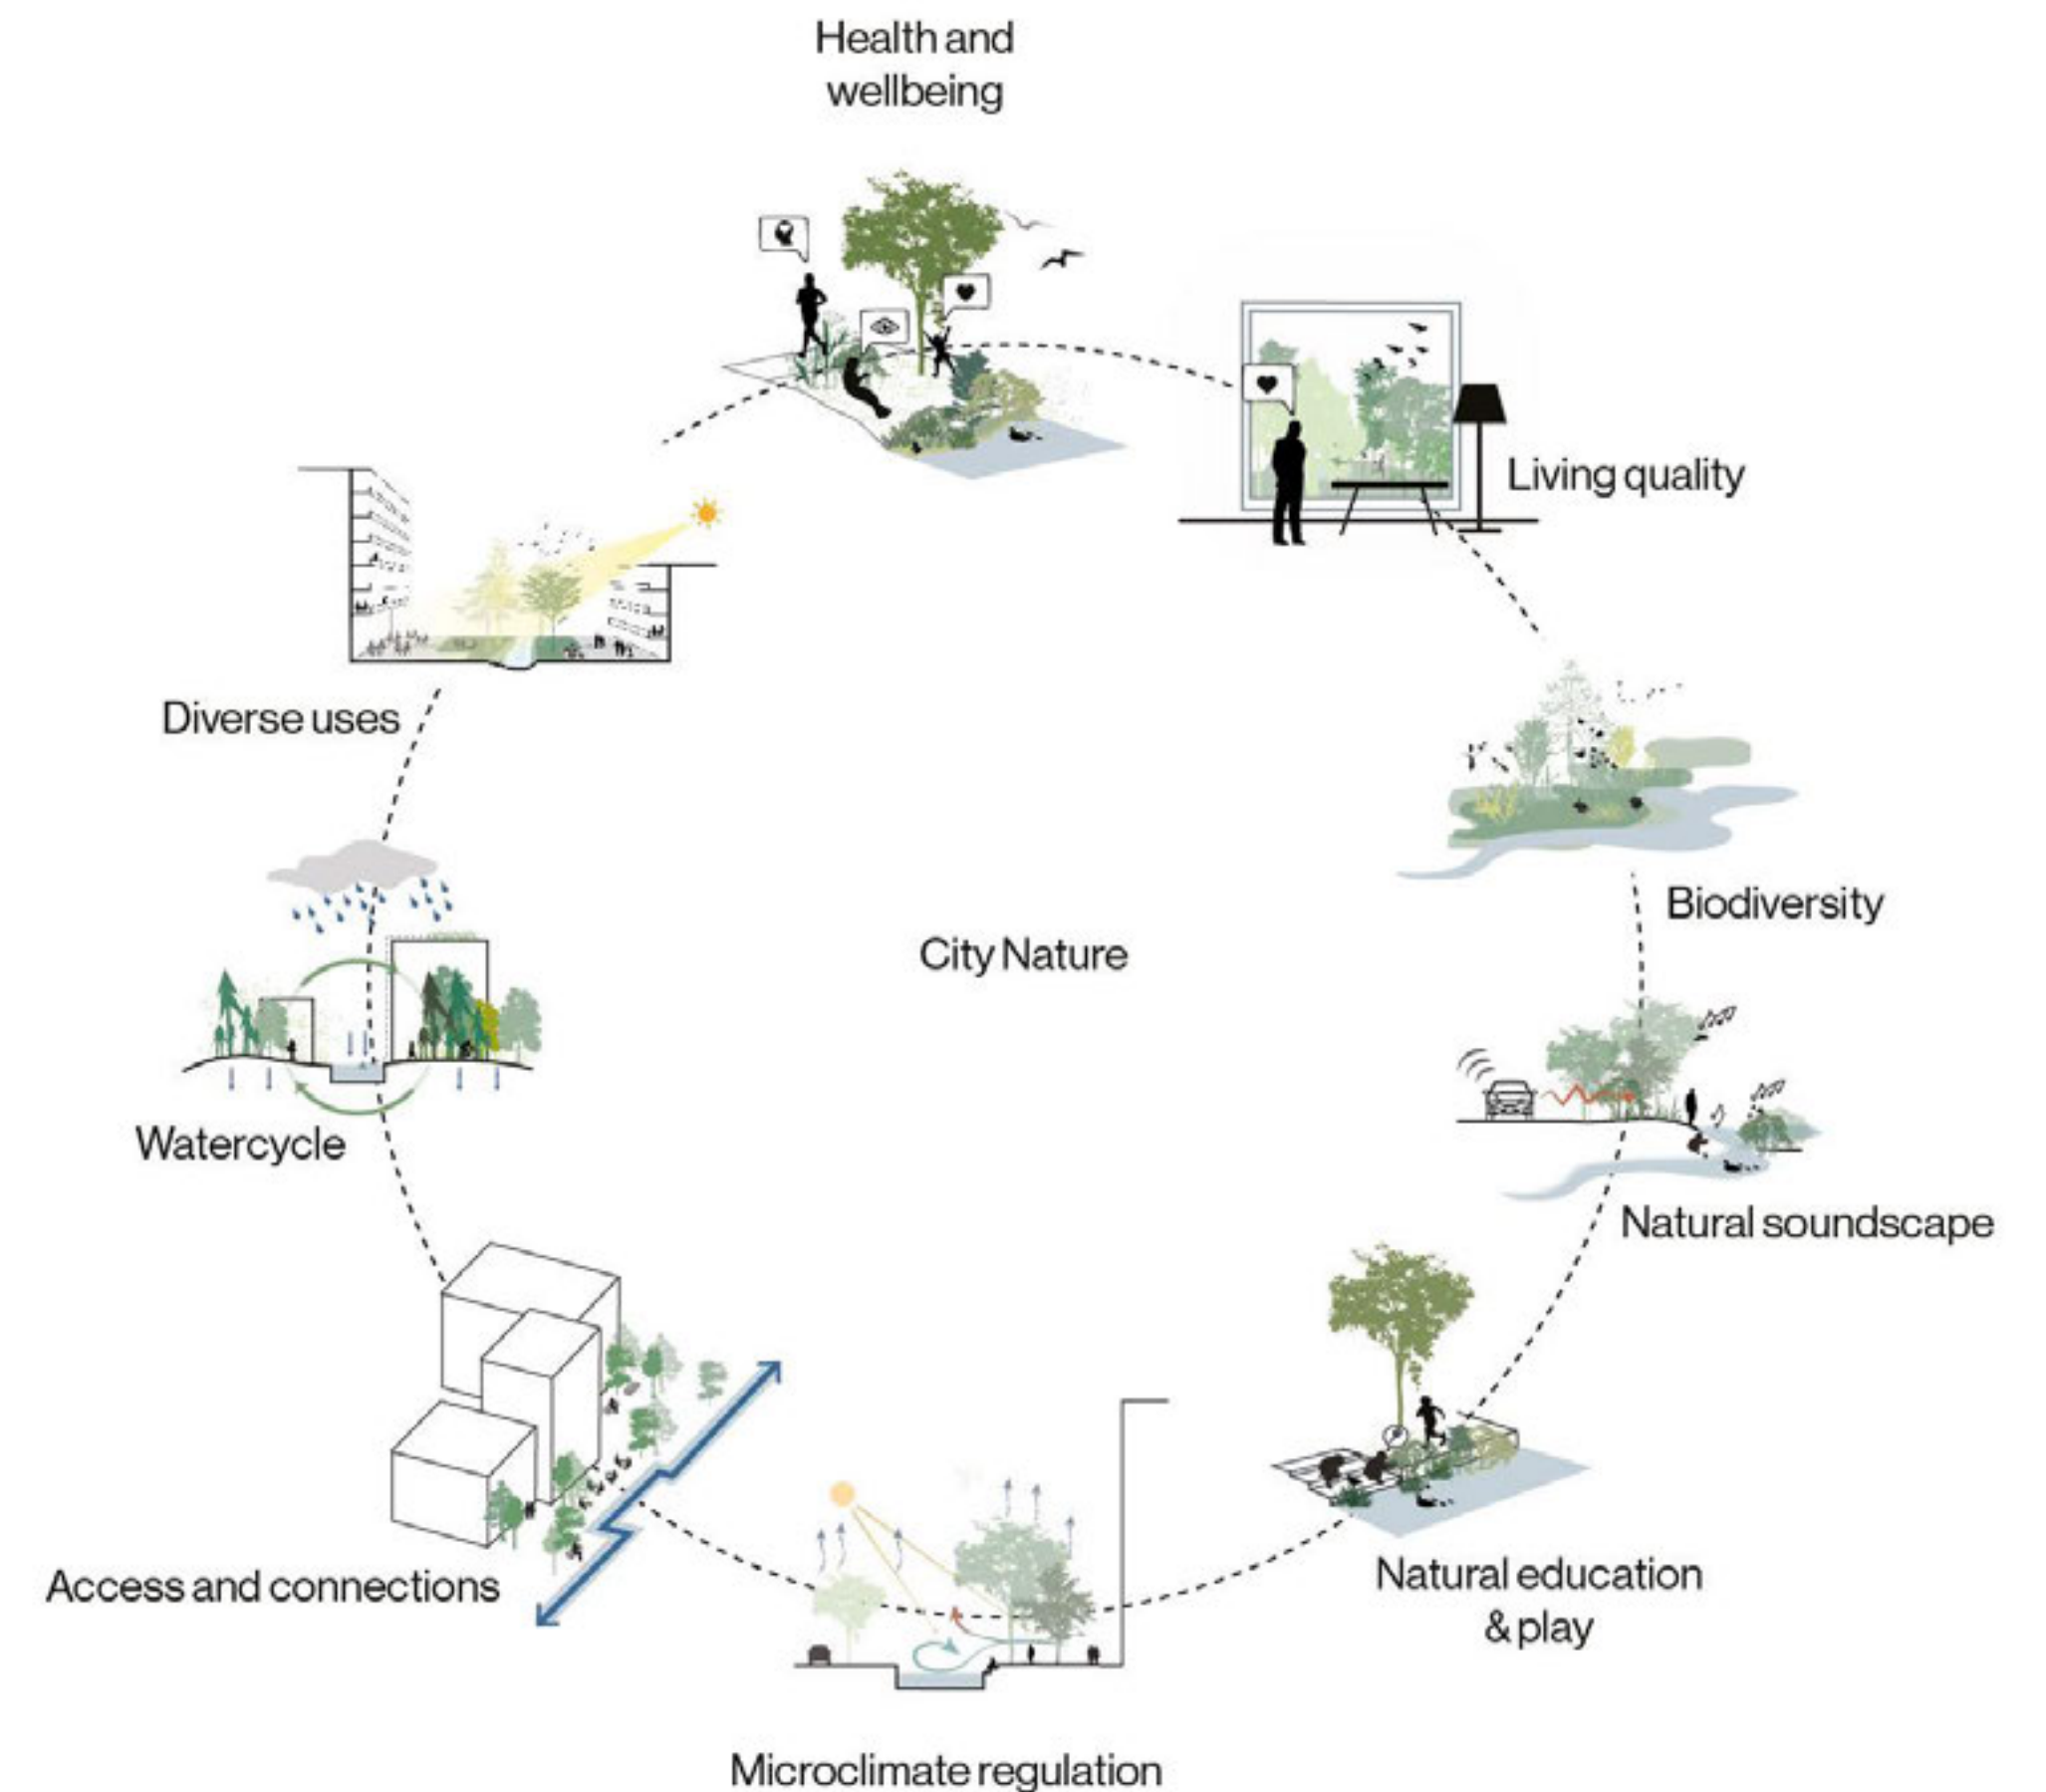 Health and
wellbeing
Living quality
Diverse uses
Biodiversity
City Nature
Watercycle
Natural soundscape
Access and connections
Natural education
& play
Microclimate regulation